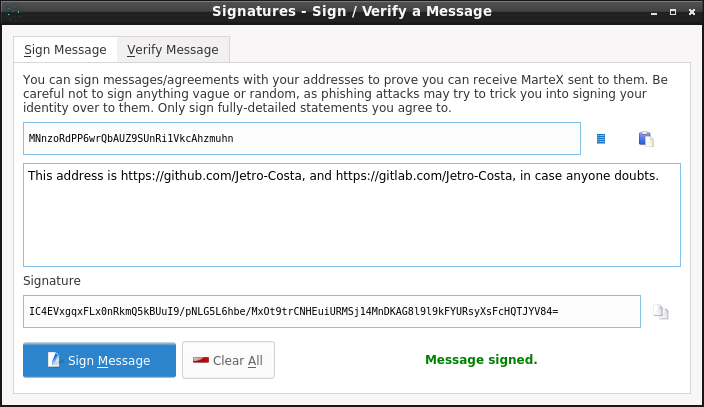 Signatures - Sign / Verify a Message
Sign Message
Verify Message
You can sign messages/agreements with your addresses to prove you can receive MarteX sent to them. Be
careful not to sign anything vague or random, as phishing attacks may try to trick you into signing your
identity over to them. Only sign fully-detailed statements you agree to.
MNnzoRdPP6wrQbAUZ9SUnRi1VkcAhzmuhn
This address is https://github.com/Jetro-Costa, and https://gitlab.com/Jetro-Costa, in case anyone doubts.
Signature
IC4EVxgqxFLx0nRkmQ5kBUuI9/pNLG5L6hbe/MxOt9trCNHEuiURMSj14MnDKAG8l9l9kFYURsyXsFcHQTJYV84=
Sign Message
Clear All
Message signed.